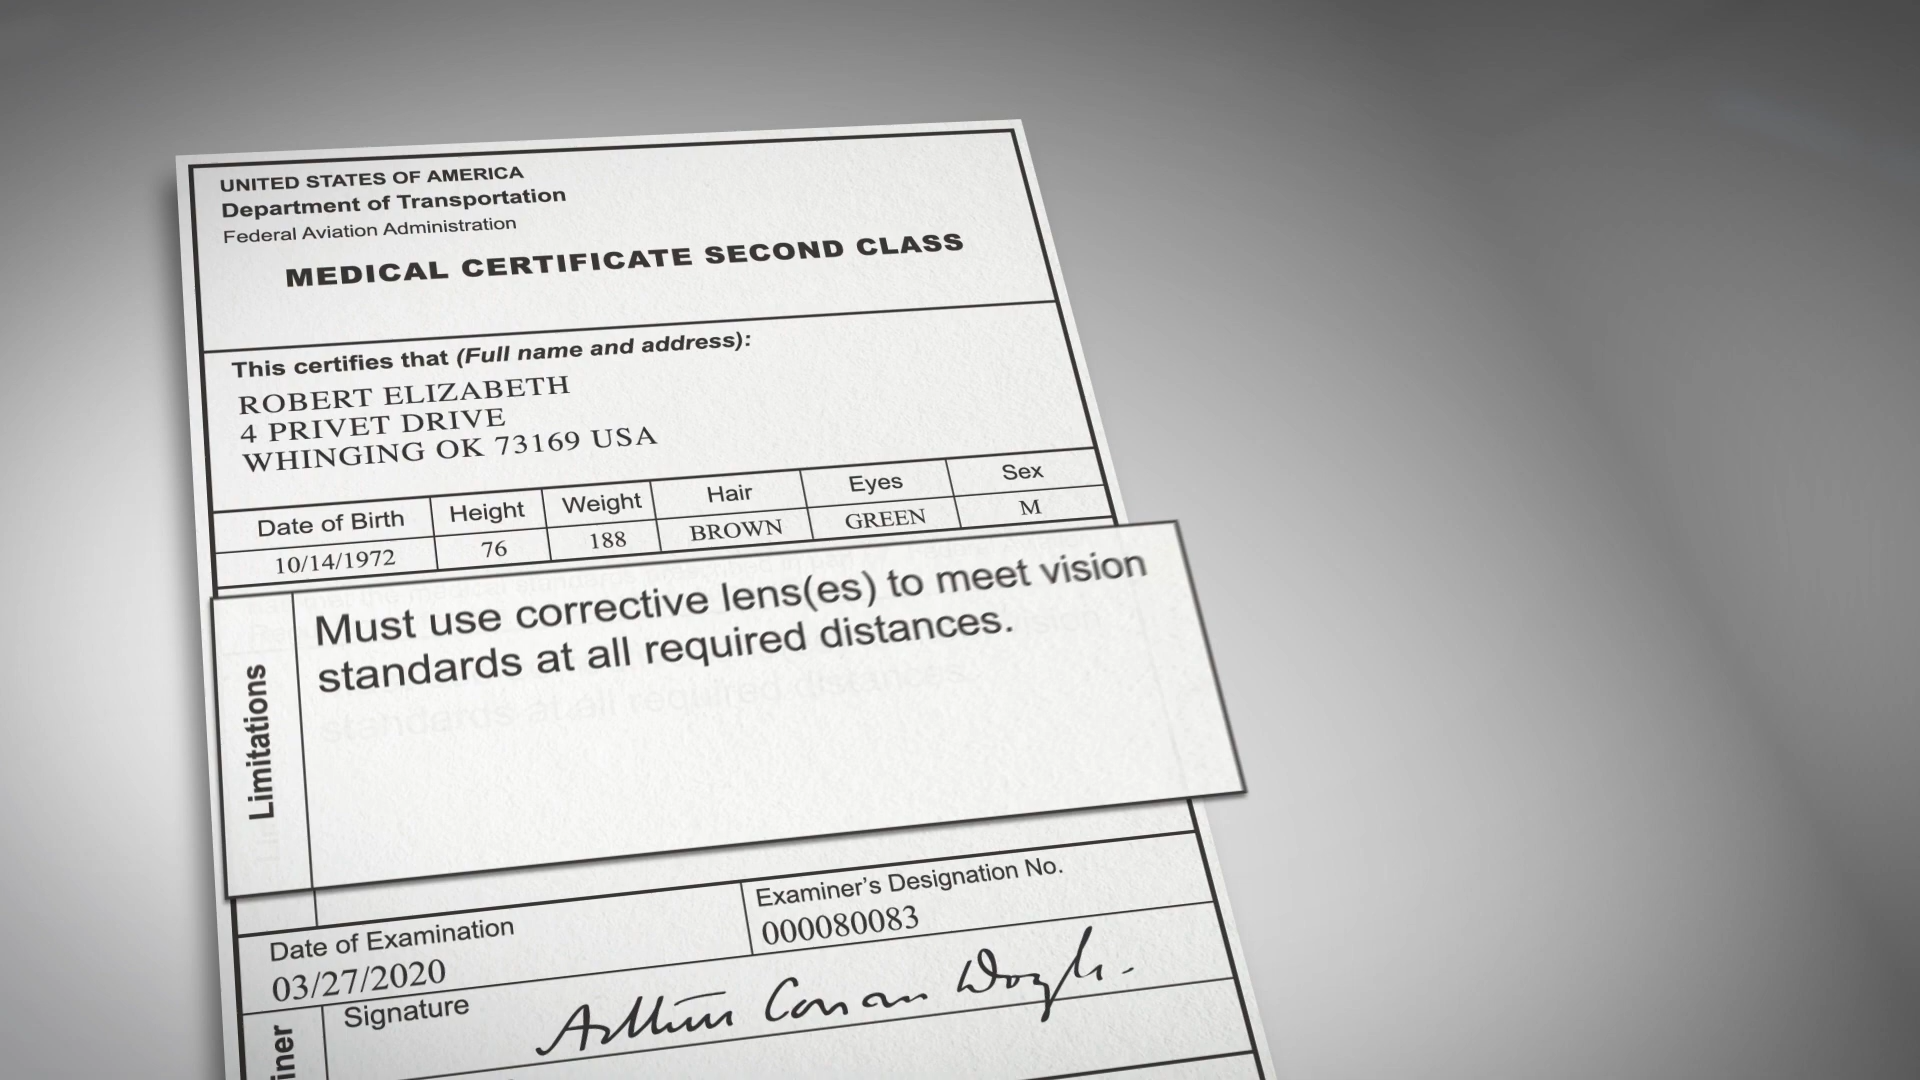 UNITED STATES OF AMERICA
Department of Transportation
Federal Aviation Administration
MEDICAL CERTIFICATE SECOND CLASS
This certifies that (Full name and address):
ROBERT ELIZABETH
4 PRIVET DRIVE
WHINGING OK 73169 USA
Date of Birth Height Weight Hair Eyes Sex
10/14/1972 76 188 BROWN GREEN M
Limitations
Must use corrective lens(es) to meet vision
standards at all required distances.
Date of Examination
03/27/2020
Examiner's Designation No.
000080083
Signature
Arthur Conan Doyle.